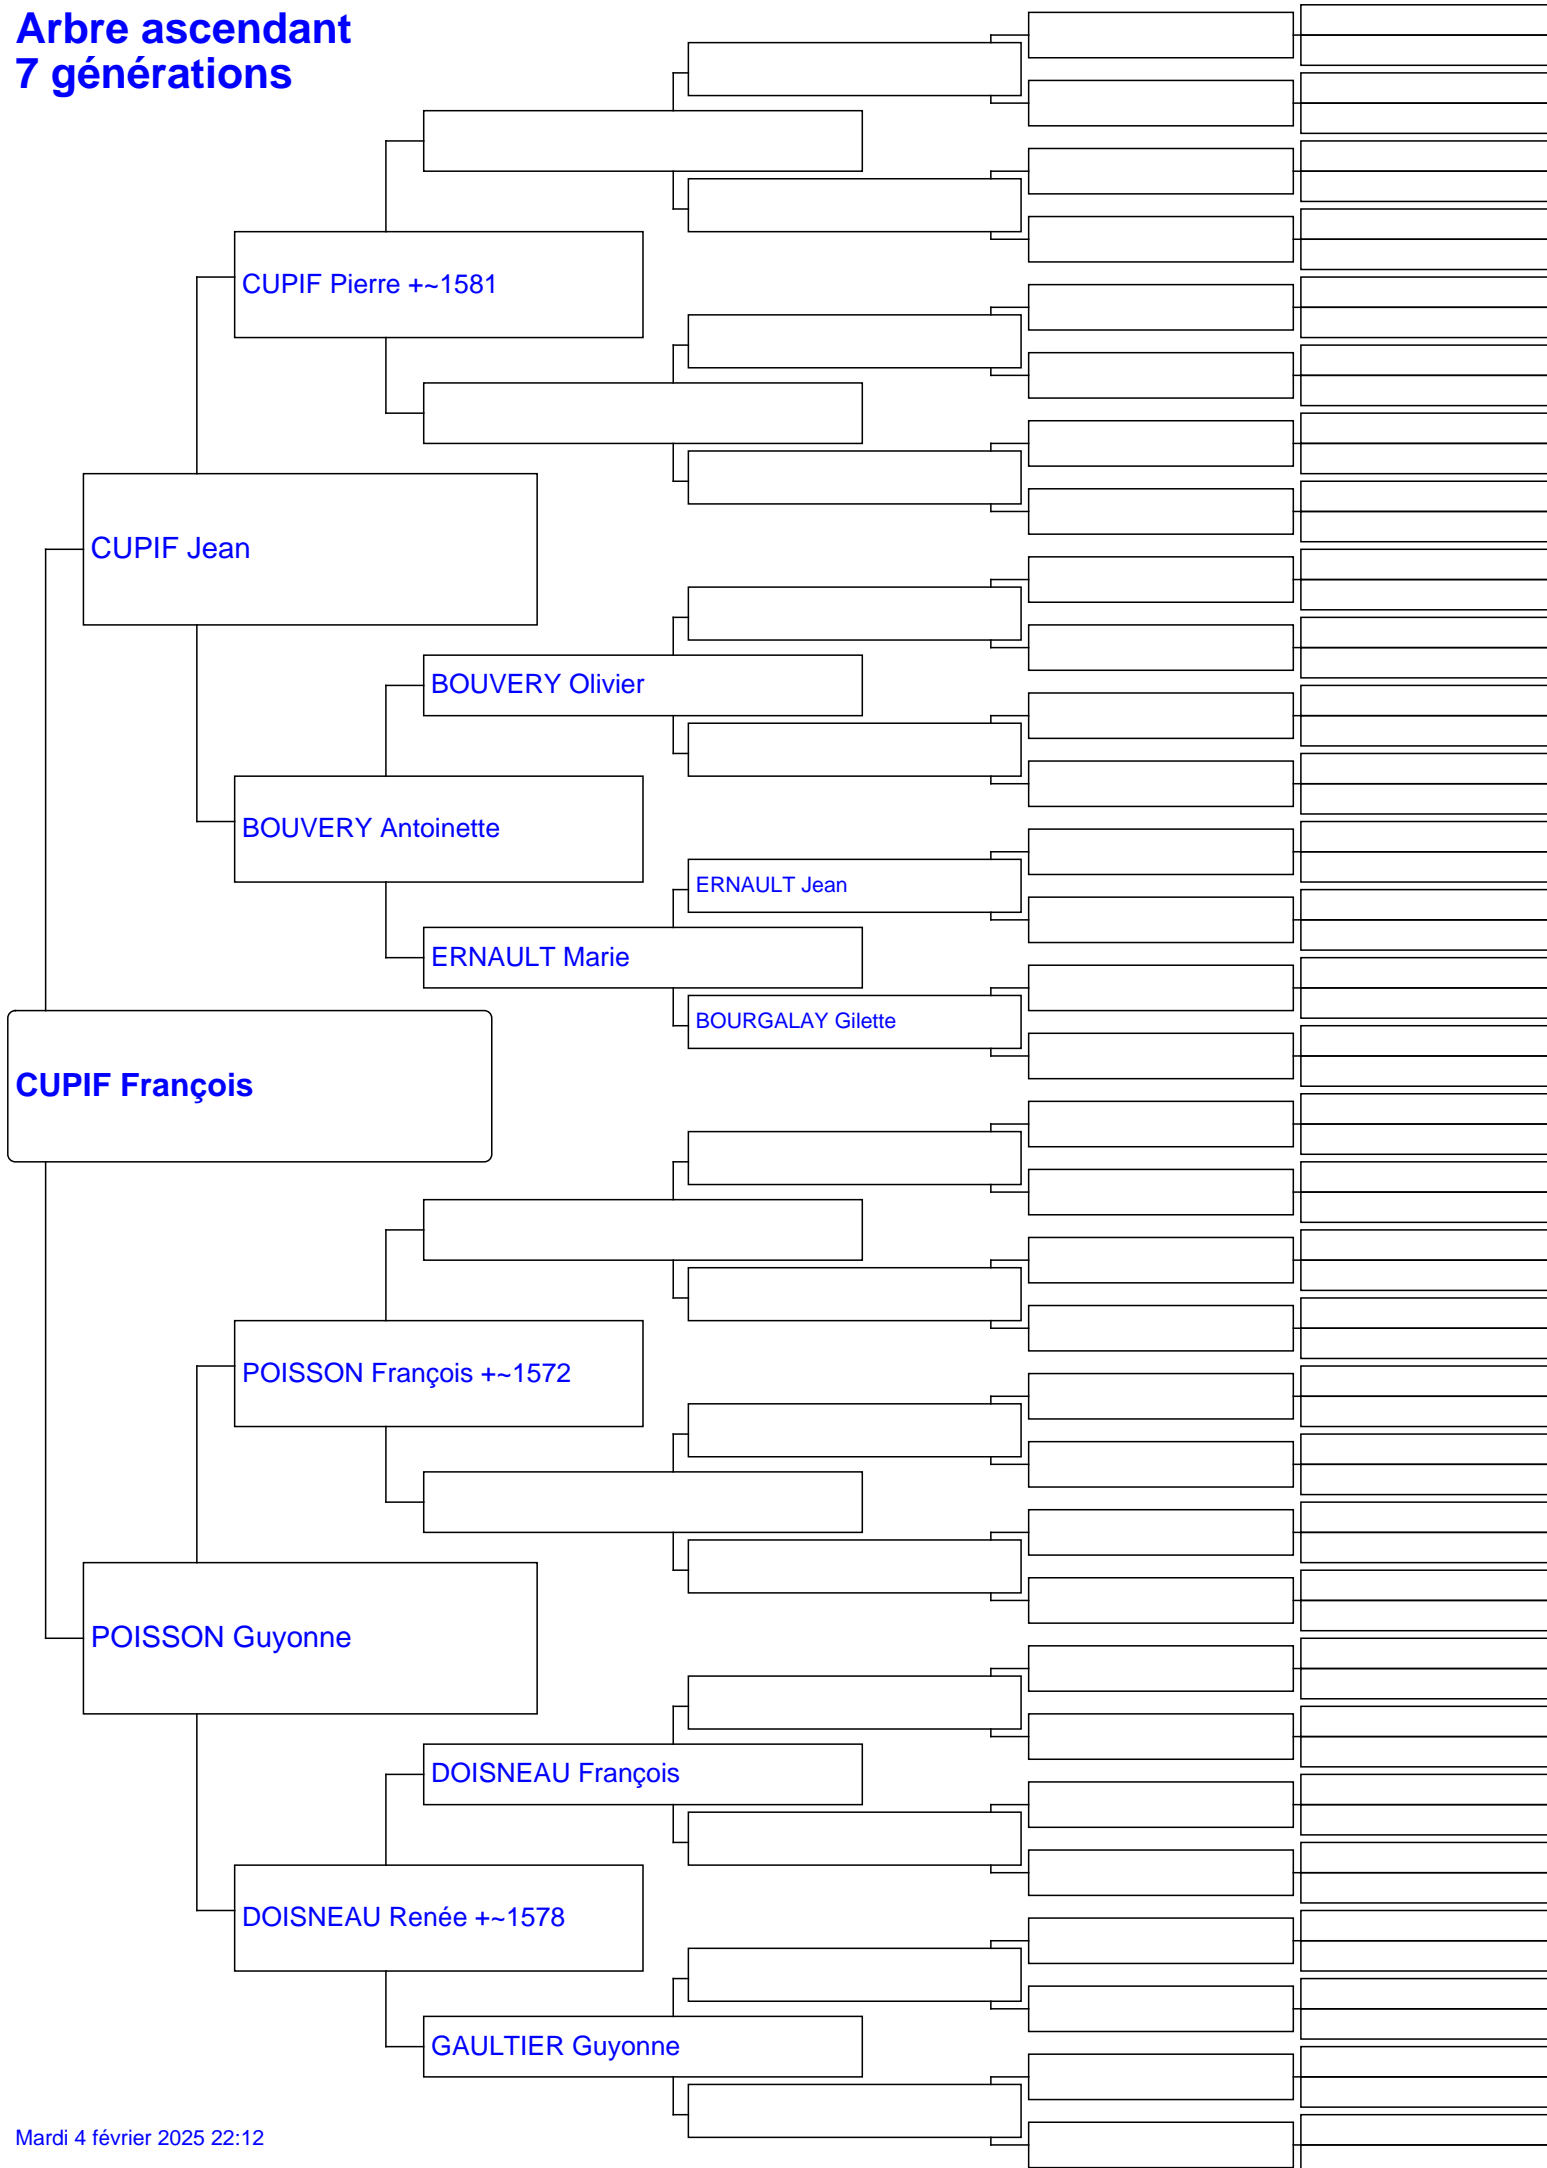 Arbre ascendant
7 générations
CUPIF Pierre +~1581
CUPIF Jean
BOUVERY Olivier
BOUVERY Antoinette
ERNAULT Jean
ERNAULT Marie
BOURGALAY Gilette
CUPIF François
POISSON François +~1572
POISSON Guyonne
DOISNEAU François
DOISNEAU Renée +~1578
GAULTIER Guyonne
Mardi 4 février 2025 22:12